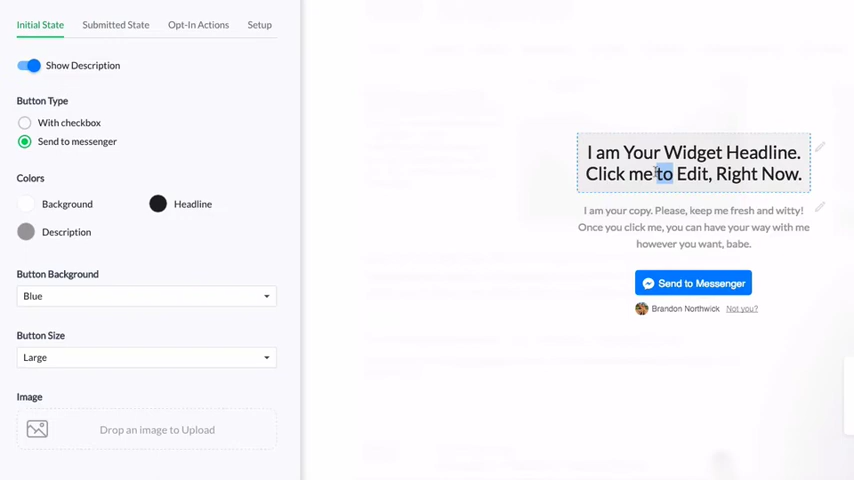 Initial State
Submitted State
Opt-In Actions
Setup
Show Description
Button Type
With checkbox
Send to messenger
Colors
Background
Headline
Description
Button Background
Blue
Button Size
Large
Image
Drop an image to Upload
I am Your Widget Headline.
Click me to Edit, Right Now.
I am your copy. Please, keep me fresh and witty!
Once you click me, you can have your way with me
however you want, babe.
Send to Messenger
Brandon Northwick Not you?